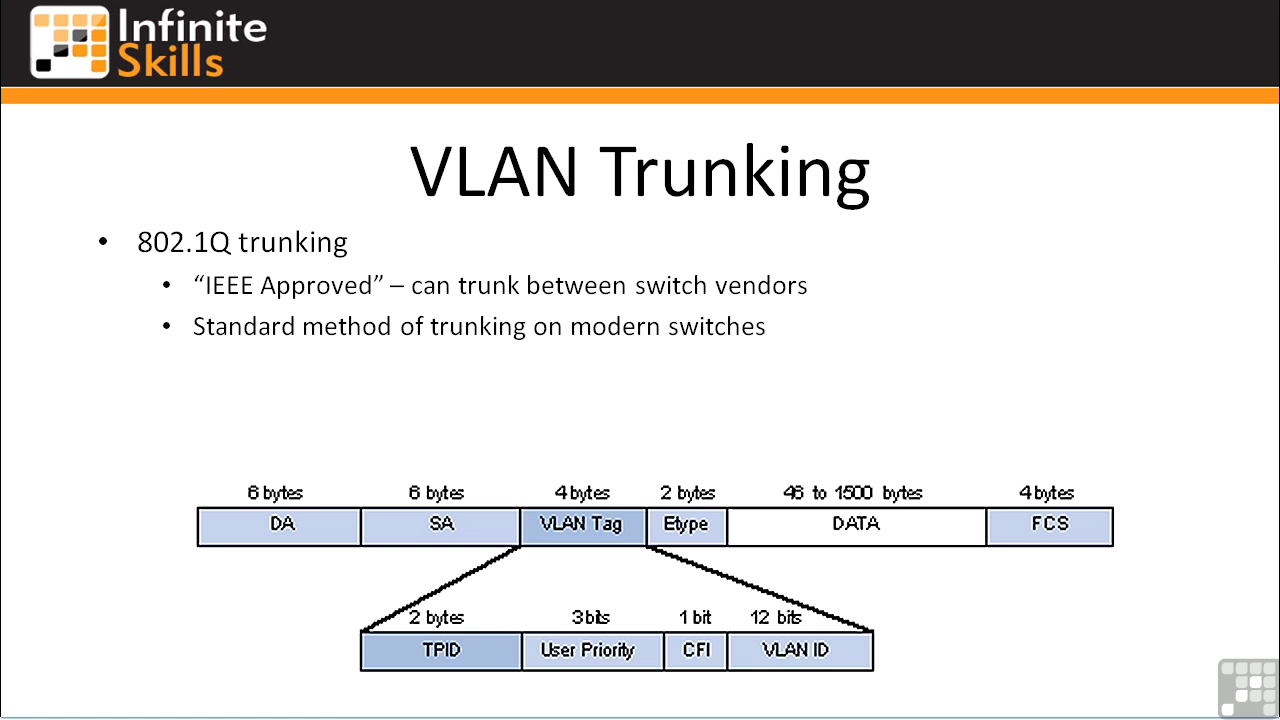 Infinite
Skills
VLAN Trunking
• 802.1Q trunking
• “IEEE Approved” – can trunk between switch vendors
• Standard method of trunking on modern switches
6 bytes 6 bytes 4 bytes 2 bytes 46 to 1500 bytes 4 bytes
DA SA VLAN Tag Etype DATA FCS
2 bytes 3 bits 1 bit 12 bits
TPID User Priority CFI VLAN ID